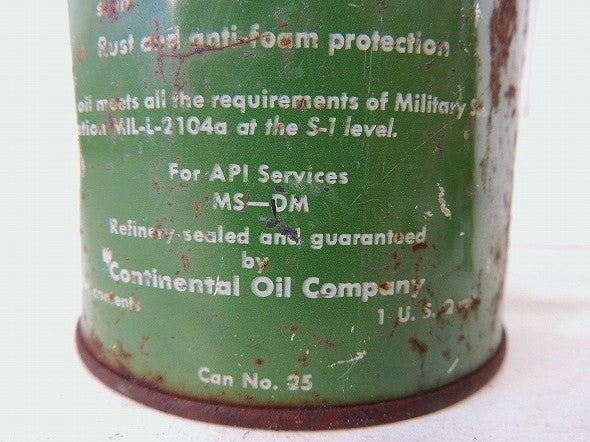 Rust and anti-foam protection
oil meets all the requirements of Military
MIL-L-2104a at the S-1 level.
For API Services
MS—DM
Refinery-sealed and guaranteed
by
Continental Oil Company
contents
1 U. S.
Can No. 25